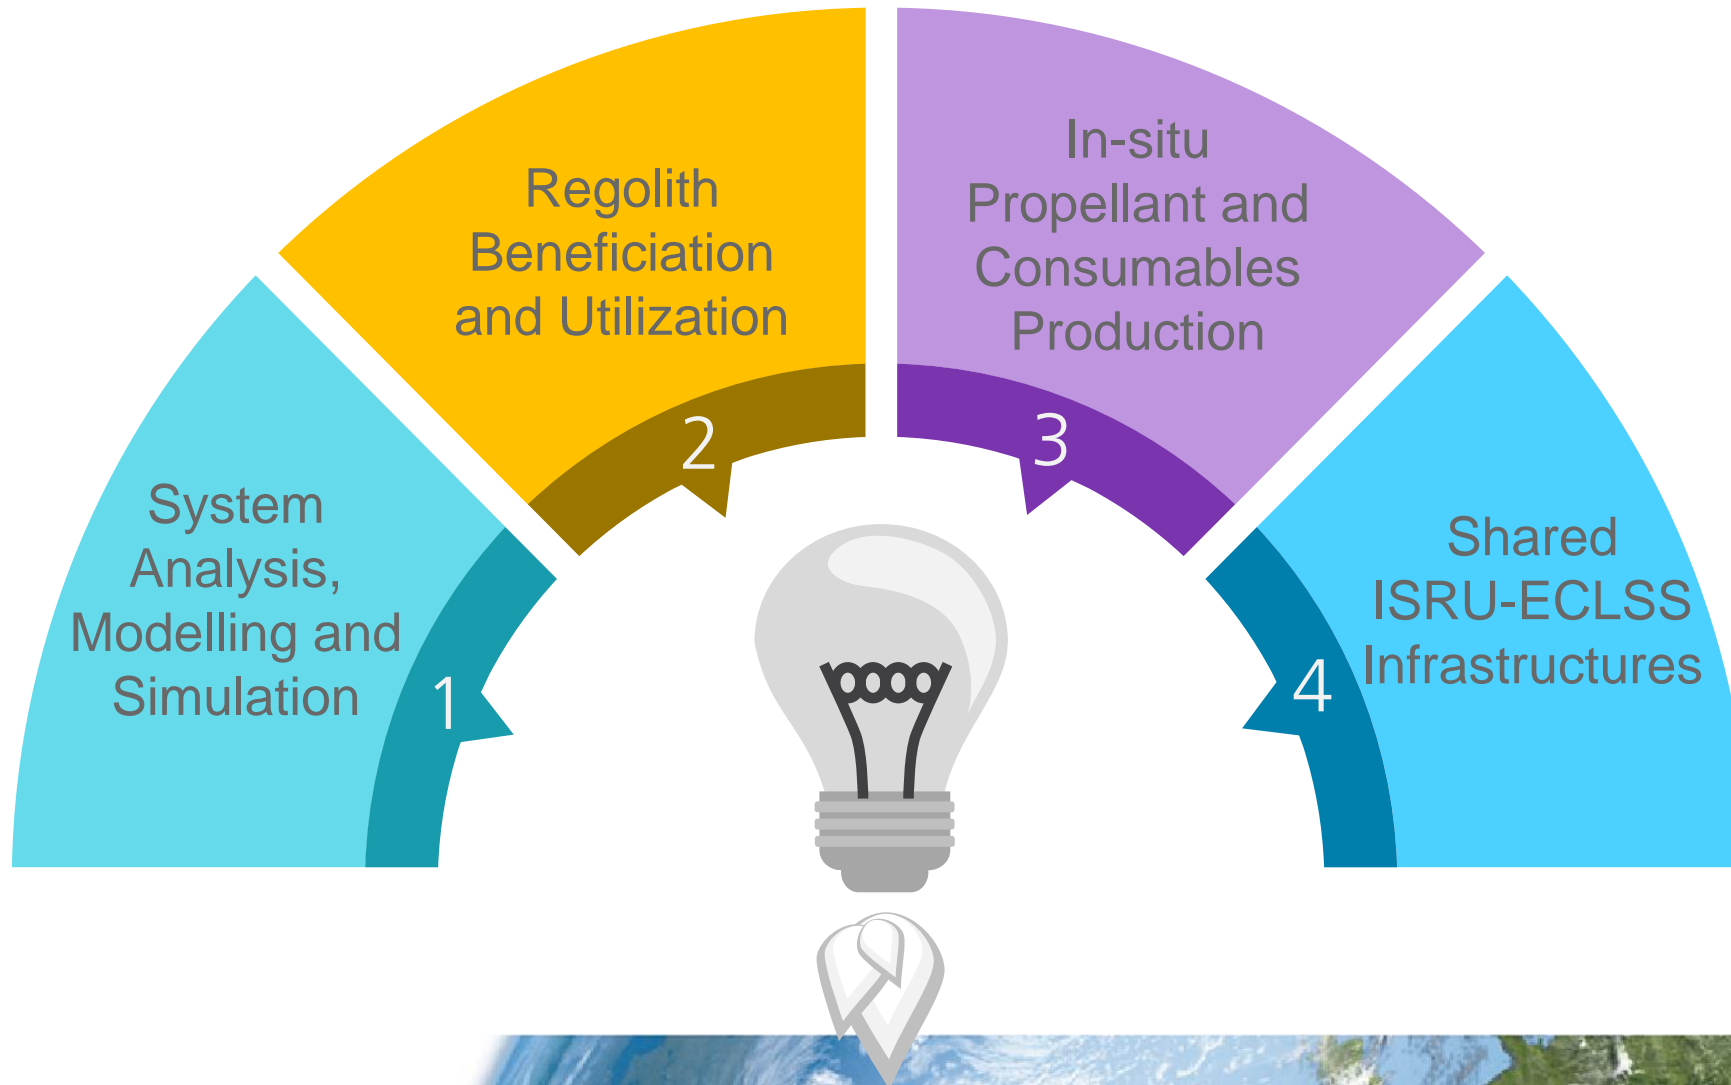 System
Analysis,
Modelling and
Simulation
1
Regolith
Beneficiation
and Utilization
2
In-situ
Propellant and
Consumables
Production
3
Shared
ISRU-ECLSS
Infrastructures
4